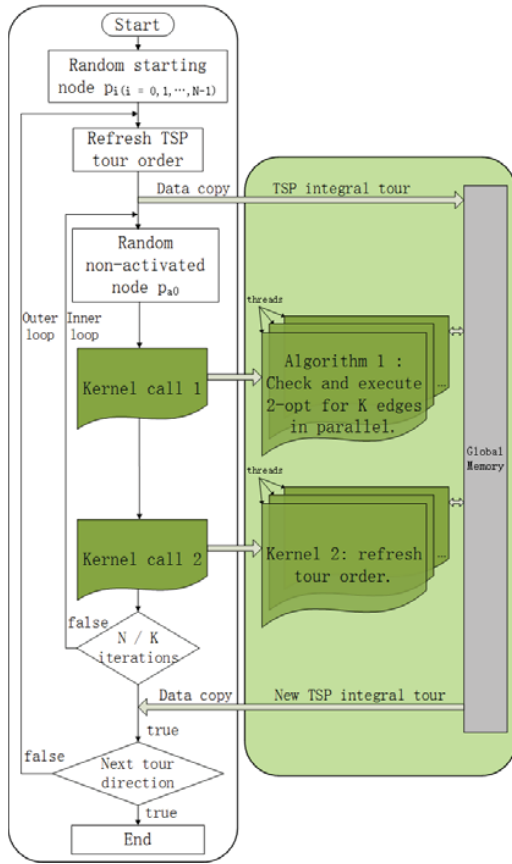 Start
Random starting
node p_i(i = 0,1,…,N-1)
Refresh TSP
tour order
Data copy
TSP integral tour
Random
non-activated
node p_a0
Outer
loop
Inner
loop
threads
Kernel call 1
Algorithm 1 :
Check and execute
2-opt for K edges
in parallel.
...
Global
Memory
threads
Kernel call 2
Kernel 2: refresh
tour order.
...
false
N / K
iterations
Data copy
New TSP integral tour
true
false
Next tour
direction
true
End